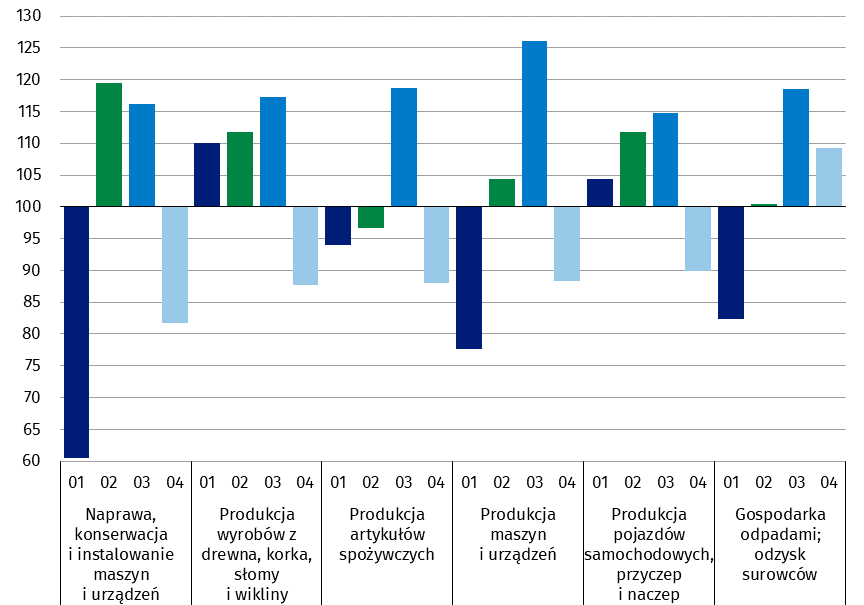 130
125
120
115
110
105
100
95
90
85
80
75
70
65
60
01 02 03 04 01 02 03 04 01 02 03 04 01 02 03 04 01 02 03 04 01 02 03 04
Naprawa,
konserwacja
i instalowanie
maszyn
i urządzeń
Produkcja
wyrobów z
drewna, korka,
słomy
i wikliny
Produkcja
artykułów
spożywczych
Produkcja
maszyn
i urządzeń
Produkcja
pojazdów
samochodowych,
przyczep
i naczep
Gospodarka
odpadami;
odzysk
surowców